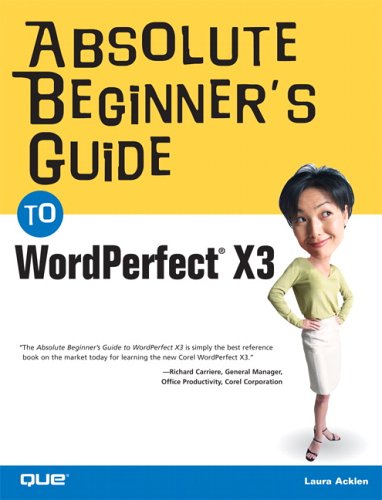 ABSOLUTE
BEGINNER'S
GUIDE
TO
WordPerfect® X3
"The Absolute Beginner's Guide to WordPerfect X3 is simply the best reference
book on the market today for learning the new Corel WordPerfect X3."
—Richard Carriere, General Manager,
Office Productivity, Corel Corporation
QUE®
Laura Acklen